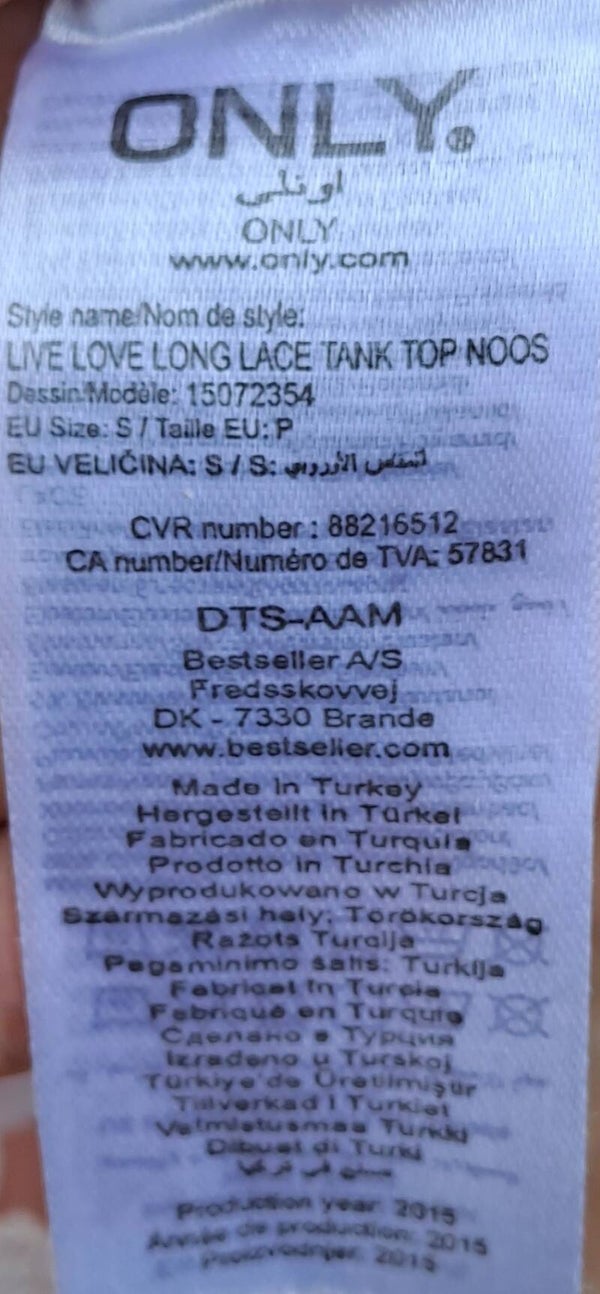 ONLY®
اونلي
ONLY
www.only.com
Style name/Nom de style:
LIVE LOVE LONG LACE TANK TOP NOOS
Dessin/Modèle: 15072354
EU Size: S / Taille EU: P
EU VELIČINA: S / S:
CVR number : 88216512
CA number/Numéro de TVA: 57831
DTS-AAM
Bestseller A/S
Fredsskovvej
DK - 7330 Brande
www.bestseller.com
Made in Turkey
Hergestellt in Türkei
Fabricado en Turquía
Prodotto in Turchia
Wyprodukowano w Turcja
Származási hely: Törökország
Ražots Turcija
Pagaminimo šalis: Turkija
Fabricat în Turcia
Fabriqué en Turquie
Сделано в Турция
Izrađeno u Turskoj
Türkiye'de Üretilmiştir
Tillverkad i Turkiet
Valmistusmaa Turkki
Dibuat di Turki
صنع في تركيا
Production year: 2015
Année de production: 2015
2015